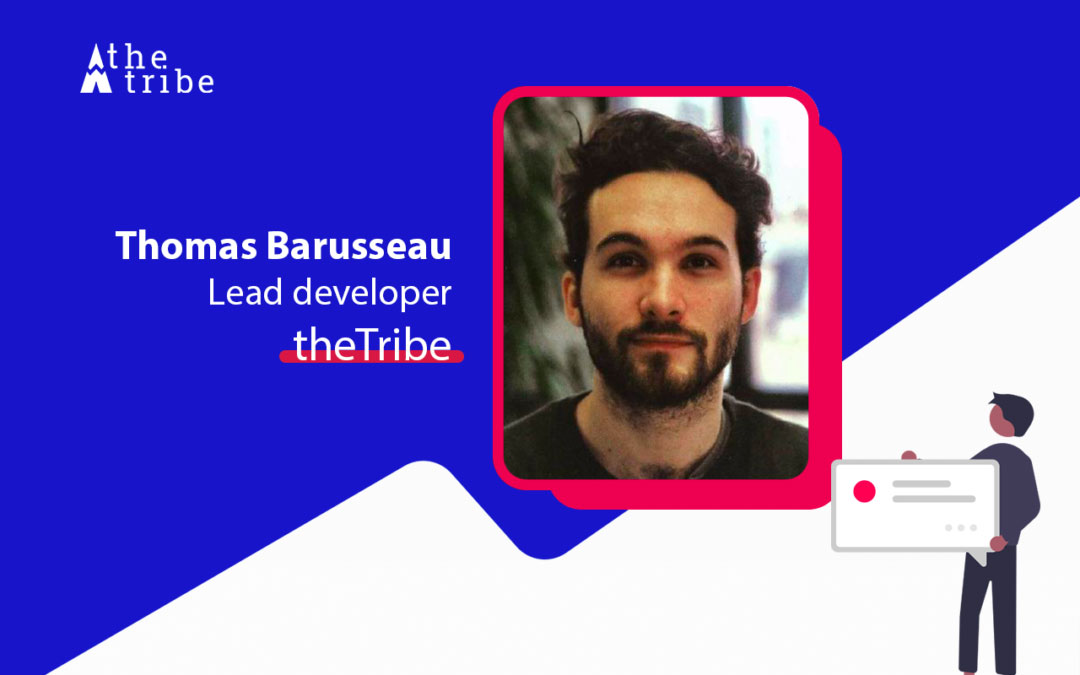 the
tribe
Thomas Barusseau
Lead developer
theTribe